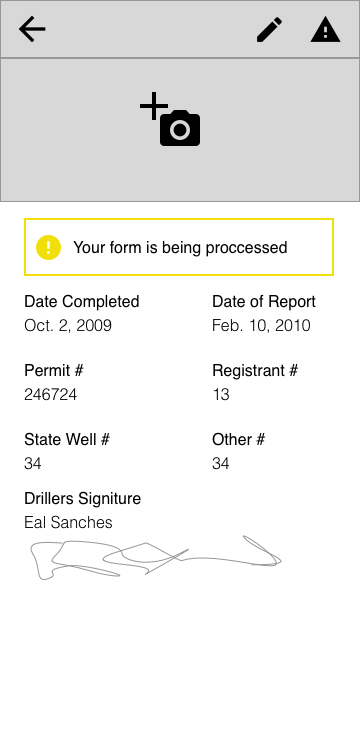 Your form is being proccessed
Date Completed
Date of Report
Oct. 2, 2009
Feb. 10, 2010
Permit #
Registrant #
246724
13
State Well #
Other #
34
34
Drillers Signiture
Eal Sanches